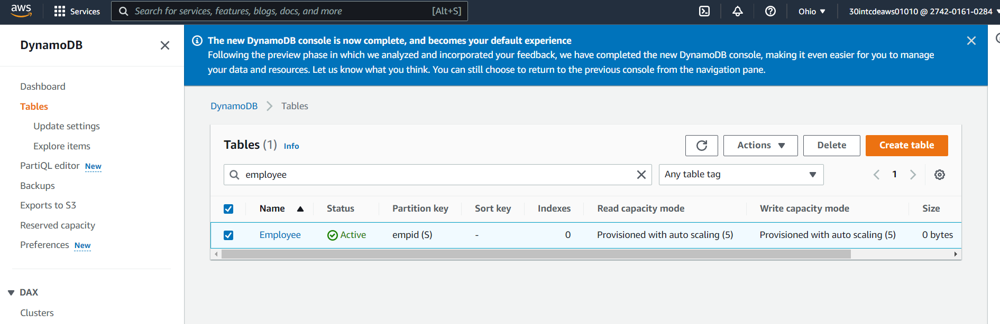 aws
Services
Search for services, features, blogs, docs, and more
[Alt+S]
Ohio
30intcdeaws01010 @ 2742-0161-0284
DynamoDB
Dashboard
Tables
Update settings
Explore items
PartiQL editor New
Backups
Exports to S3
Reserved capacity
Preferences New
DAX
Clusters
The new DynamoDB console is now complete, and becomes your default experience
Following the preview phase in which we analyzed and incorporated your feedback, we have completed the new DynamoDB console, making it even easier for you to manage
your data and resources. Let us know what you think. You can still choose to return to the previous console from the navigation pane.
DynamoDB > Tables
Tables (1) Info
Actions
Delete
Create table
employee
Any table tag
1
Name Status Partition key Sort key Indexes Read capacity mode Write capacity mode Size
Employee Active empid (S) - 0 Provisioned with auto scaling (5) Provisioned with auto scaling (5) 0 bytes